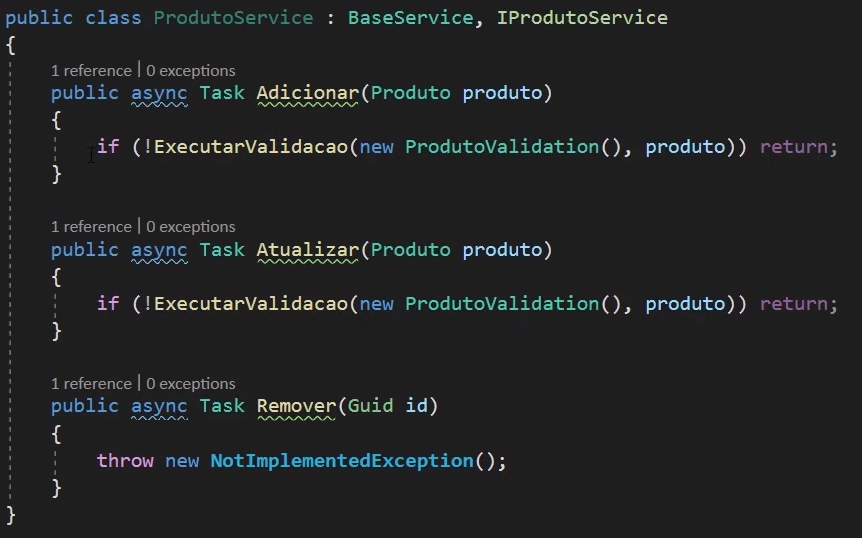 public class ProdutoService : BaseService, IProdutoService
{
1 reference | 0 exceptions
public async Task Adicionar(Produto produto)
{
if (!ExecutarValidacao(new ProdutoValidation(), produto)) return;
}
1 reference | 0 exceptions
public async Task Atualizar(Produto produto)
{
if (!ExecutarValidacao(new ProdutoValidation(), produto)) return;
}
1 reference | 0 exceptions
public async Task Remover(Guid id)
{
throw new NotImplementedException();
}
}